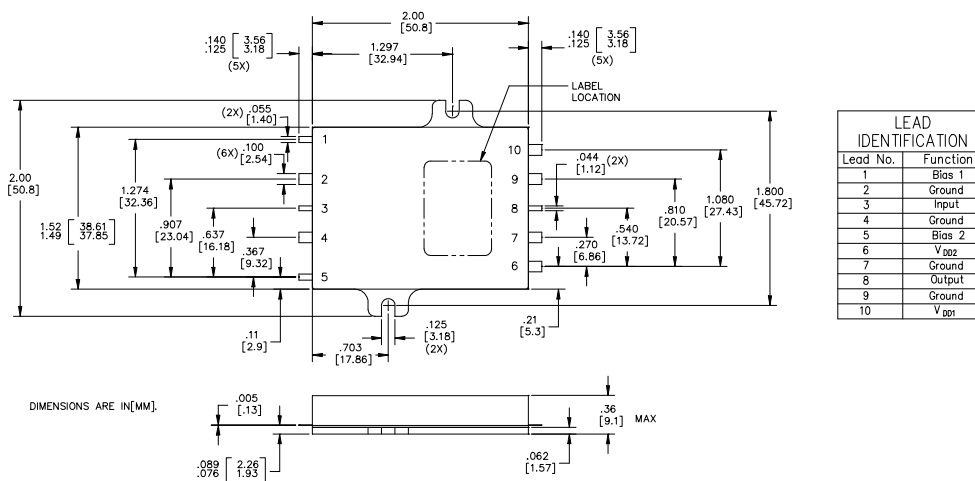 2.00
[50.8]
.140 [ 3.56
.125 [ 3.18
(5X)
1.297
[32.94]
.140 [ 3.56
.125 [ 3.18
(5X)
LABEL
LOCATION
(2X) .055
[1.40]
(6X) .100
[2.54]
2.00
[50.8]
1.52 [ 38.61 ]
1.49 [ 37.85 ]
1.274
[32.36]
.907
[23.04]
.637
[16.18]
.367
[9.32]
1
2
3
4
5
10
9
8
7
6
.044 (2X)
[1.12]
.270
[6.86]
.540
[13.72]
.810
[20.57]
1.080
[27.43]
1.800
[45.72]
.11
[2.9]
.703
[17.86]
.125
[3.18]
(2X)
.21
[5.3]
LEAD
IDENTIFICATION
Lead No. Function
1 Bias 1
2 Ground
3 Input
4 Ground
5 Bias 2
6 VDD2
7 Ground
8 Output
9 Ground
10 VDD1
DIMENSIONS ARE IN[MM].
.005
[.13]
.089 [ 2.26
.076 [ 1.93
.36
[9.1] MAX
.062
[1.57]